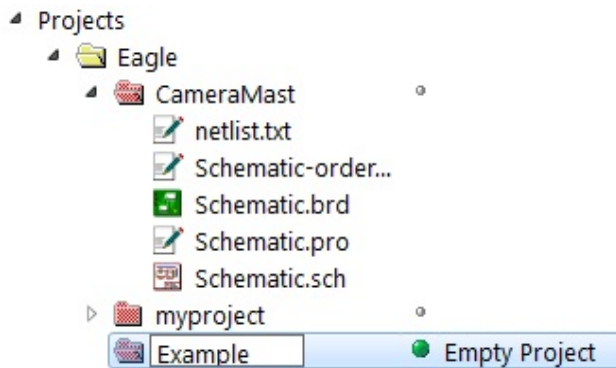 Projects
Eagle
CameraMast
netlist.txt
Schematic-order...
Schematic.brd
Schematic.pro
Schematic.sch
myproject
Example Empty Project